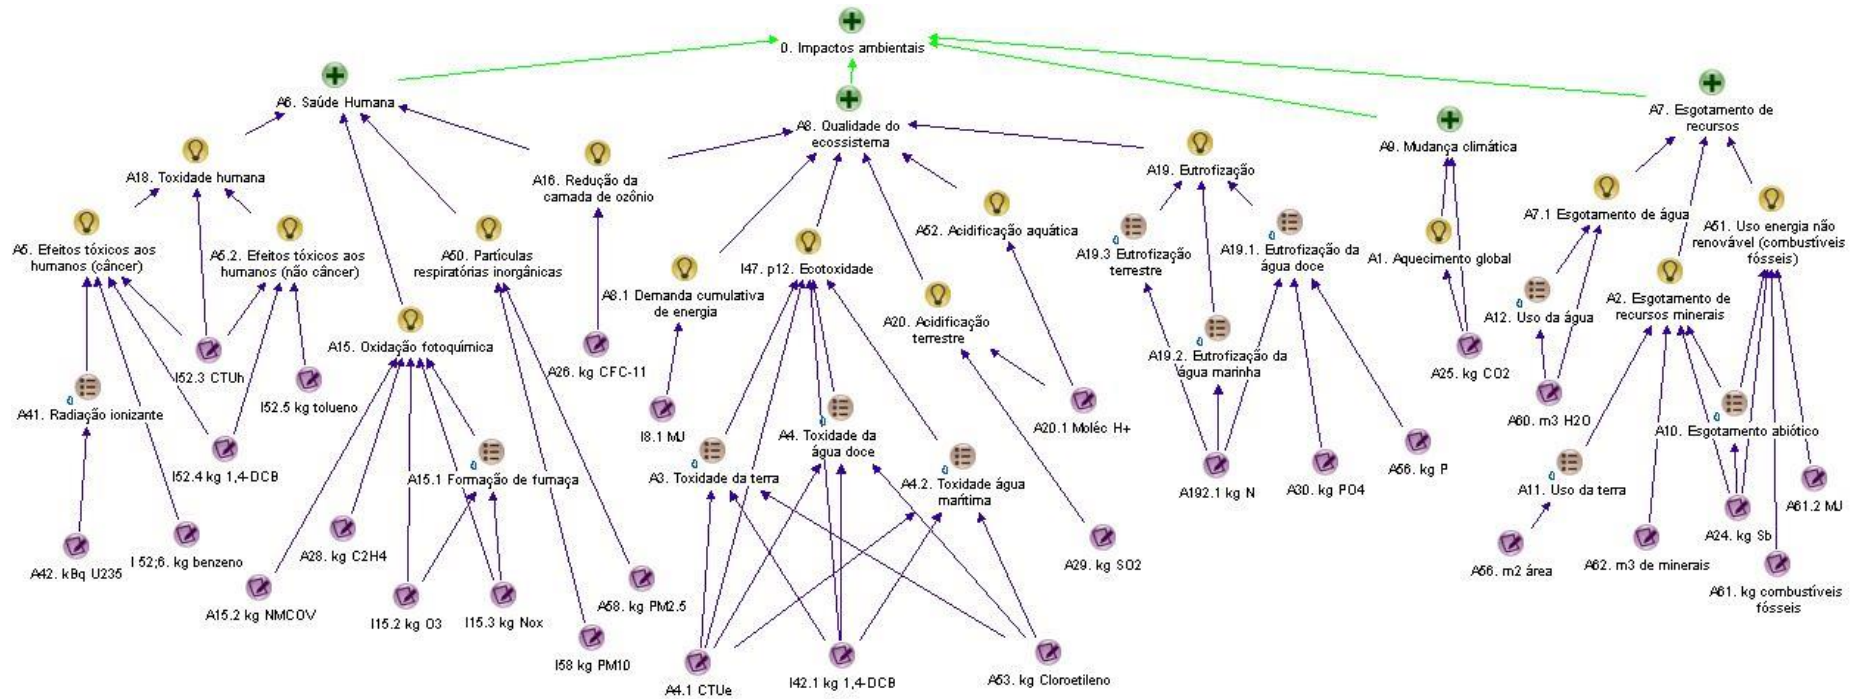 0. Impactos ambientais
A6. Saúde Humana
A8. Qualidade do
ecossistema
A9. Mudança climática
A7. Esgotamento de
recursos
A18. Toxidade humana
A16. Redução da
camada de ozônio
A19. Eutrofização
A7.1 Esgotamento de água
A51. Uso energia não
renovável (combustíveis
fósseis)
A5. Efeitos tóxicos aos
humanos (câncer)
A5.2. Efeitos tóxicos aos
humanos (não câncer)
A50. Partículas
respiratórias inorgânicas
A52. Acidificação aquática
I47. p12. Ecotoxidade
A19.3 Eutrofização
terrestre
A19.1. Eutrofização da
água doce
A1. Aquecimento global
A8.1 Demanda cumulativa
de energia
A20. Acidificação
terrestre
A12. Uso da água
A2. Esgotamento de
recursos minerais
A15. Oxidação fotoquímica
A26. kg CFC-11
A19.2. Eutrofização da
água marinha
A25. kg CO2
I52.3 CTUh
I52.5 kg tolueno
A41. Radiação ionizante
I8.1 MJ
A20.1 Moléc H+
A60. m3 H2O
A10. Esgotamento abiótico
A4. Toxidade da
água doce
I52.4 kg 1,4-DCB
A15.1 Formação de fumaça
A3. Toxidade da terra
A4.2. Toxidade água
marítima
A192.1 kg N
A30. kg PO4
A56. kg P
A11. Uso da terra
A61.2 MJ
A24. kg Sb
A42. kBq U235
I 52;6. kg benzeno
A28. kg C2H4
A29. kg SO2
A56. m2 área
A62. m3 de minerais
A61. kg combustíveis
fósseis
A15.2 kg NMCOV
I15.2 kg O3
I15.3 kg Nox
A58. kg PM2.5
I58 kg PM10
A4.1 CTUe
I42.1 kg 1,4-DCB
A53. kg Cloroetileno